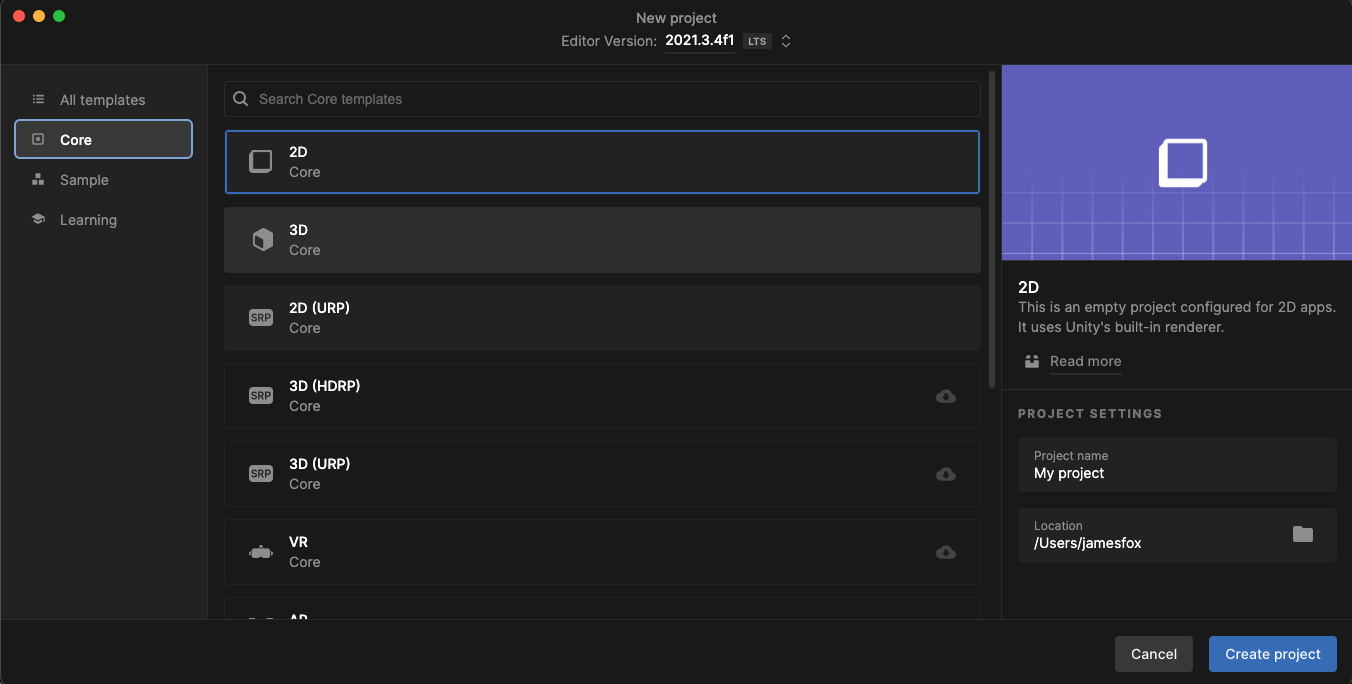 New project
Editor Version: 2021.3.4f1 LTS
All templates
Core
Sample
Learning
Search Core templates
2D
Core
3D
Core
SRP
2D (URP)
Core
SRP
3D (HDRP)
Core
SRP
3D (URP)
Core
VR
Core
AR
2D
This is an empty project configured for 2D apps.
It uses Unity's built-in renderer.
Read more
PROJECT SETTINGS
Project name
My project
Location
/Users/jamesfox
Cancel
Create project